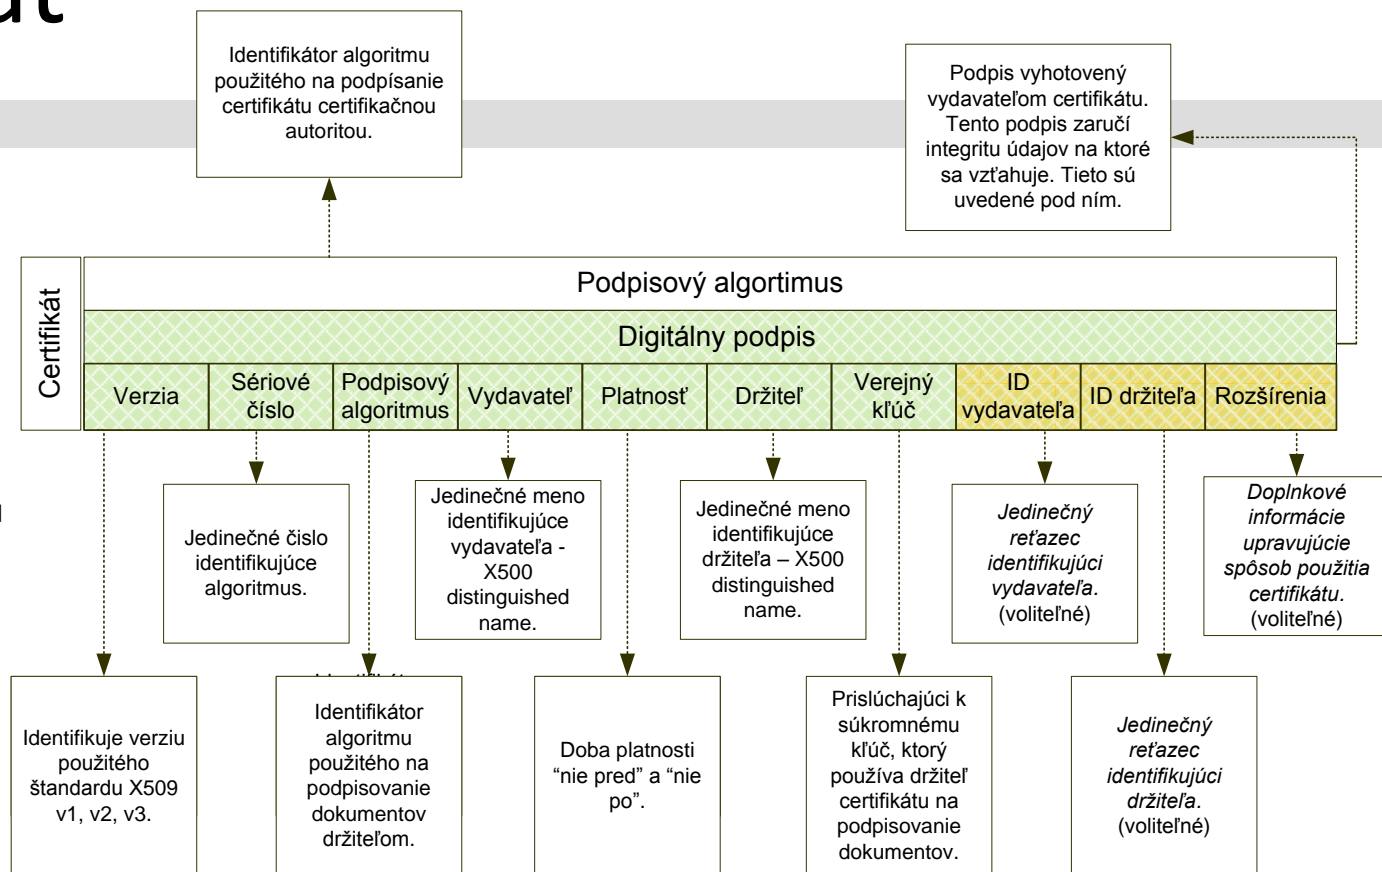 Identifikátor algoritmu
použitého na podpísanie
certifikátu certifikačnou
autoritou.
Podpis vyhotovený
vydavateľom certifikátu.
Tento podpis zaručí
integritu údajov na ktoré
sa vzťahuje. Tieto sú
uvedené pod ním.
Certifikát
Podpisový algortimus
Digitálny podpis
Verzia
Sériové
číslo
Podpisový
algoritmus
Vydavateľ
Platnosť
Držiteľ
Verejný
kľúč
ID
vydavateľa
ID držiteľa
Rozšírenia
Jedinečné čislo
identifikujúce
algoritmus.
Jedinečné meno
identifikujúce
vydavateľa -
X500
distinguished
name.
Jedinečné meno
identifikujúce
držiteľa – X500
distinguished
name.
Jedinečný
reťazec
identifikujúci
vydavateľa.
(voliteľné)
Doplnkové
informácie
upravujúcie
spôsob použitia
certifikátu.
(voliteľné)
Identifikuje verziu
použitého
štandardu X509
v1, v2, v3.
Identifikátor
algoritmu
použitého na
podpisovanie
dokumentov
držiteľom.
Doba platnosti
“nie pred” a “nie
po”.
Prislúchajúci k
súkromnému
kľúč, ktorý
používa držiteľ
certifikátu na
podpisovanie
dokumentov.
Jedinečný
reťazec
identifikujúci
držiteľa.
(voliteľné)